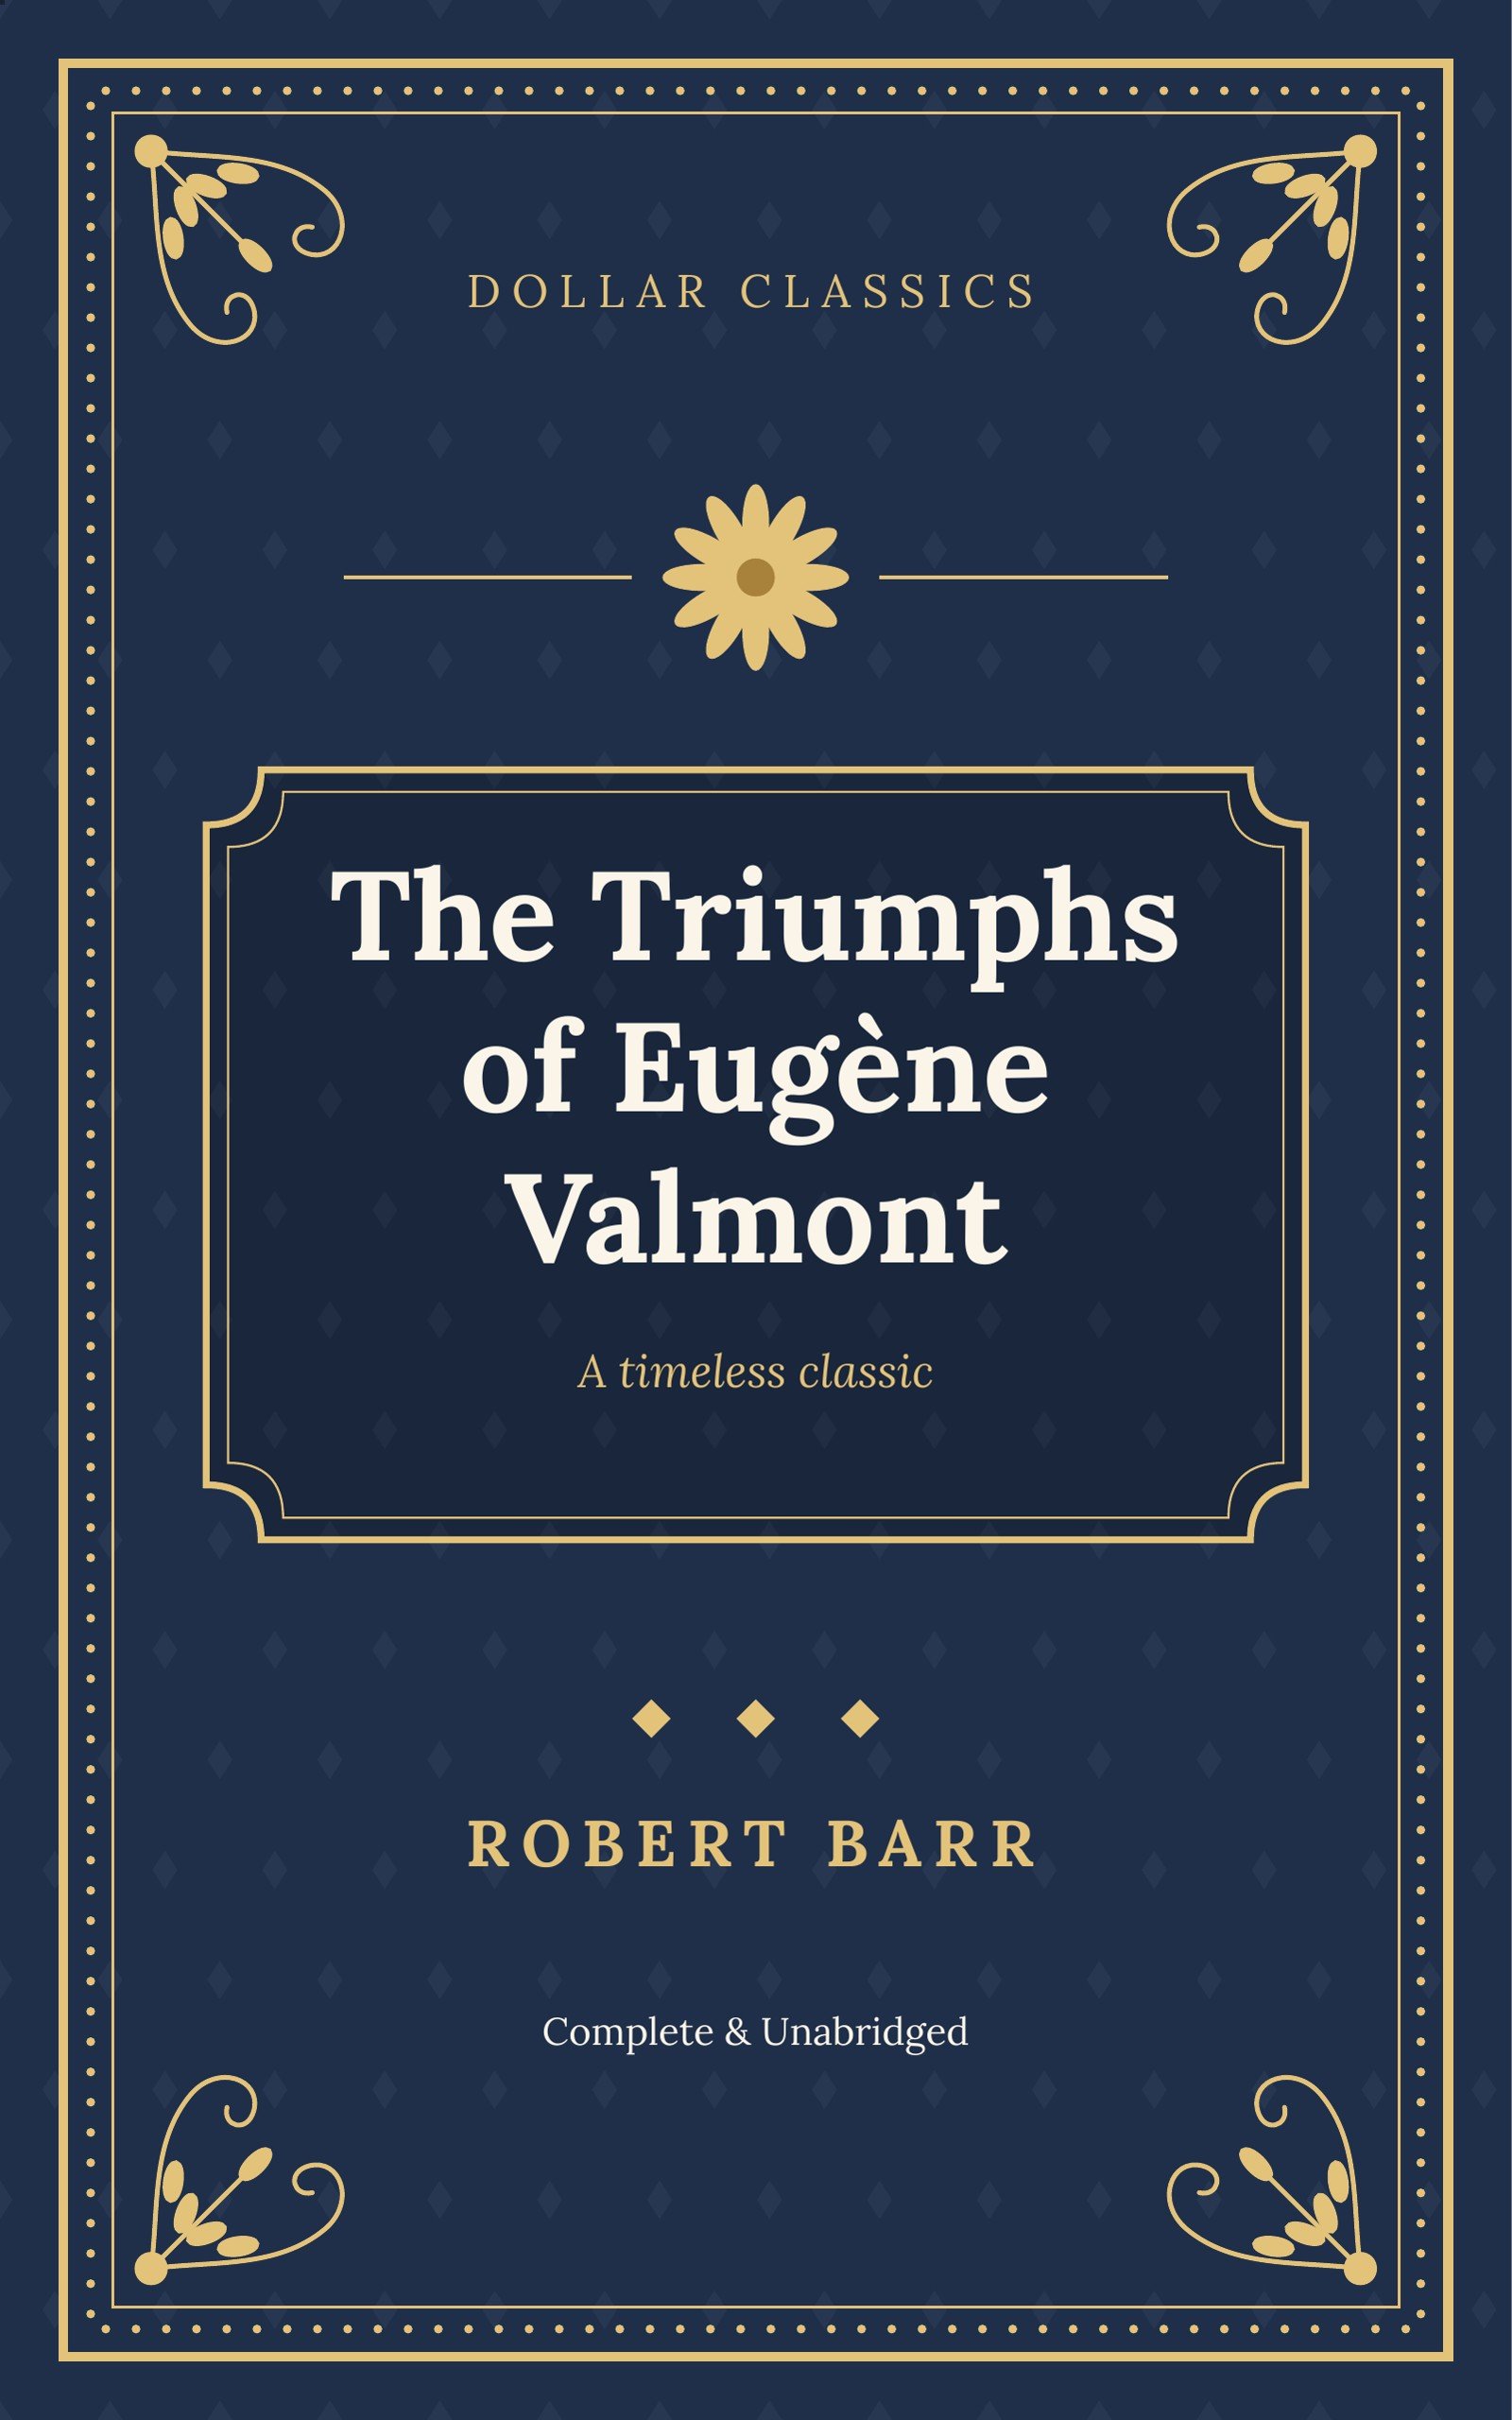 DOLLAR CLASSICS
The Triumphs
of Eugène
Valmont
A timeless classic
ROBERT BARR
Complete & Unabridged